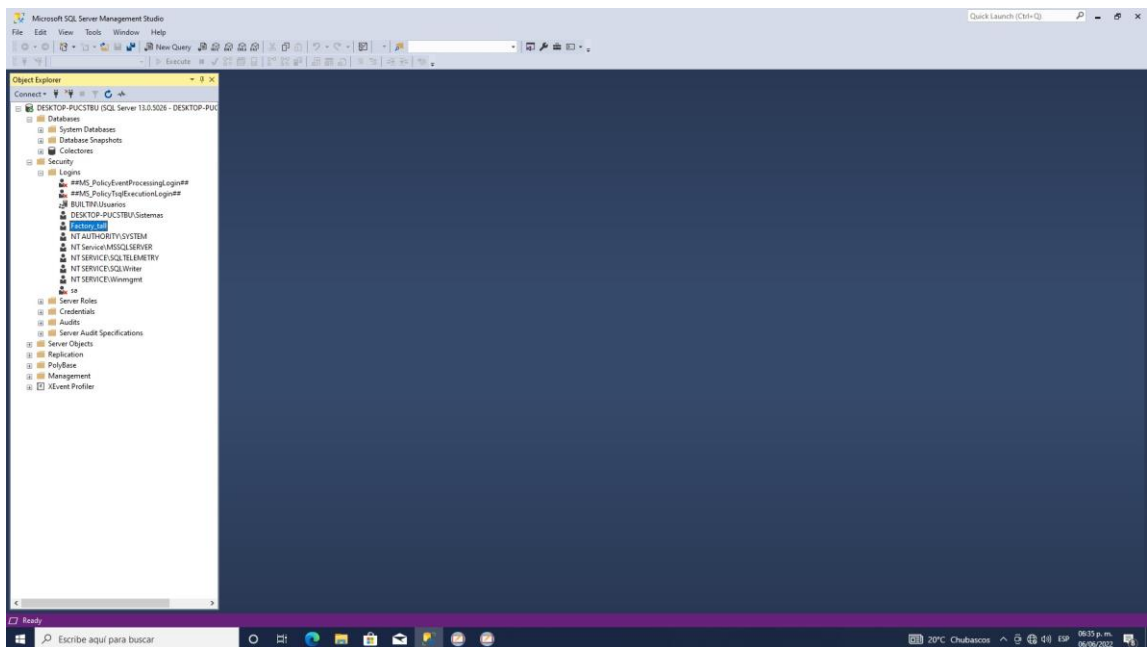 Microsoft SQL Server Management Studio
Quick Launch (Ctrl+Q)
File Edit View Tools Window Help
New Query
Execute
Object Explorer
Connect
DESKTOP-PUCSTBU (SQL Server 13.0.5026 - DESKTOP-PUC
Databases
System Databases
Database Snapshots
Colectores
Security
Logins
##MS_PolicyEventProcessingLogin##
##MS_PolicyTsqlExecutionLogin##
BUILTIN\Usuarios
DESKTOP-PUCSTBU\Sistemas
Factory_tall
NT AUTHORITY\SYSTEM
NT Service\MSSQLSERVER
NT SERVICE\SQLTELEMETRY
NT SERVICE\SQLWriter
NT SERVICE\Winmgmt
sa
Server Roles
Credentials
Audits
Server Audit Specifications
Server Objects
Replication
PolyBase
Management
XEvent Profiler
Ready
Escribe aquí para buscar
20°C Chubascos
ESP
06:35 p. m.
06/06/2022